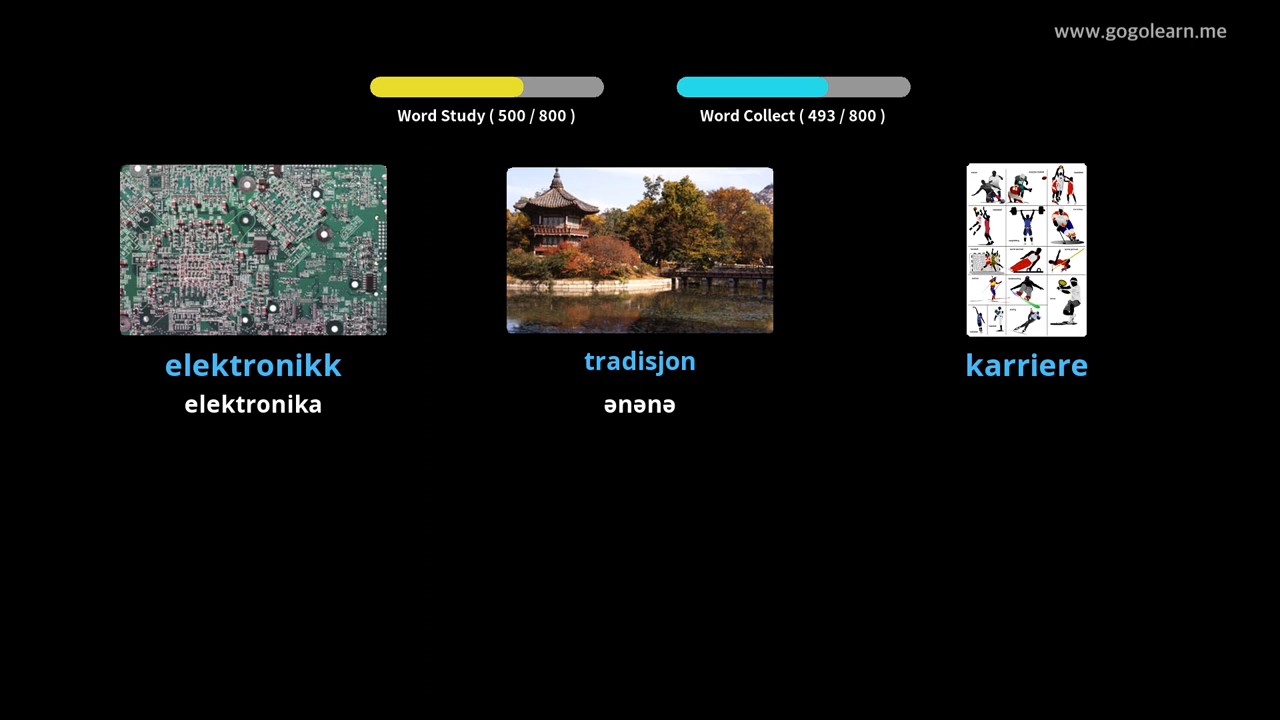 www.gogolearn.me
Word Study ( 500 / 800 )
Word Collect ( 493 / 800 )
elektronikk
tradisjon
karriere
elektronika
ənənə